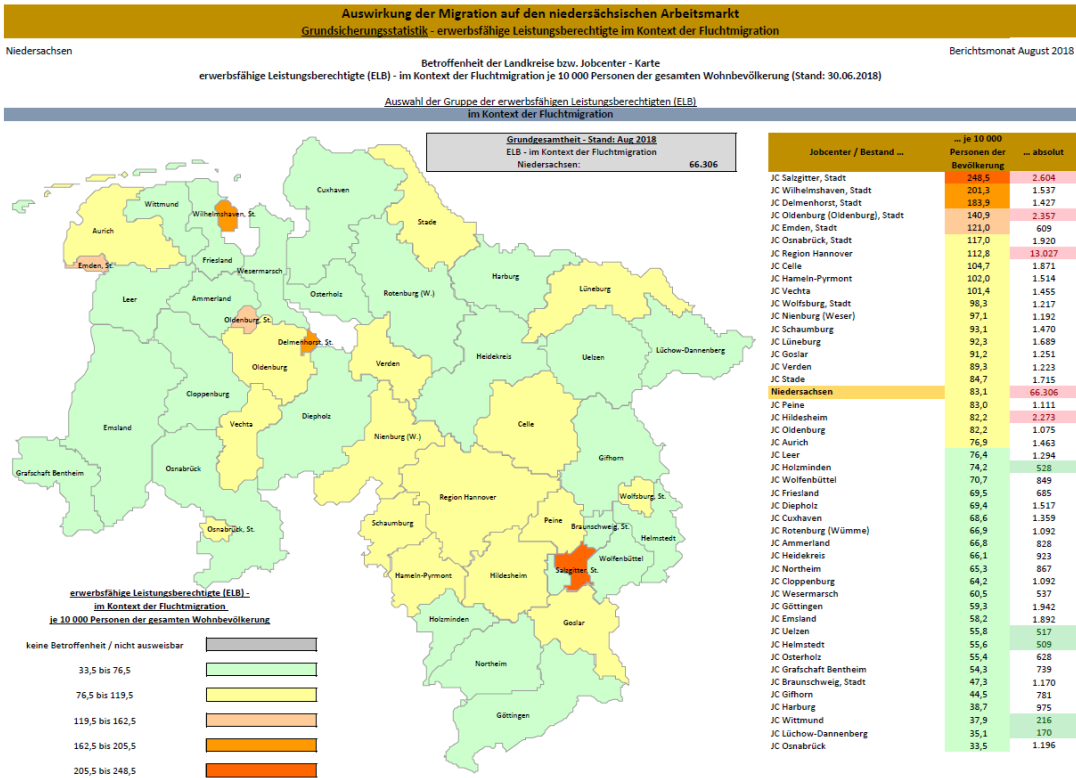 Auswirkung der Migration auf den niedersächsischen Arbeitsmarkt
Grundsicherungsstatistik - erwerbsfähige Leistungsberechtigte im Kontext der Fluchtmigration
Niedersachsen
Berichtsmonat August 2018
Betroffenheit der Landkreise bzw. Jobcenter - Karte
erwerbsfähige Leistungsberechtigte (ELB) - im Kontext der Fluchtmigration je 10 000 Personen der gesamten Wohnbevölkerung (Stand: 30.06.2018)
Auswahl der Gruppe der erwerbsfähigen Leistungsberechtigten (ELB)
im Kontext der Fluchtmigration
Grundgesamtheit - Stand: Aug 2018
ELB - im Kontext der Fluchtmigration
Niedersachsen: 66.306
Cuxhaven
Wittmund
Wilhelmshaven, St.
Stade
Aurich
Emden, St.
Friesland
Wesermarsch
Harburg
Lüneburg
Leer
Ammerland
Osterholz
Rotenburg (W.)
Oldenburg, St.
Delmenhorst, St.
Heidekreis
Uelzen
Lüchow-Dannenberg
Verden
Oldenburg
Cloppenburg
Emsland
Vechta
Diepholz
Nienburg (W.)
Celle
Gifhorn
Grafschaft Bentheim
Osnabrück
Region Hannover
Wolfsburg, St.
Osnabrück, St.
Schaumburg
Peine
Braunschweig, St.
Helmstedt
Wolfenbüttel
Salzgitter, St.
Hameln-Pyrmont
Hildesheim
Holzminden
Goslar
Northeim
Göttingen
erwerbsfähige Leistungsberechtigte (ELB) -
im Kontext der Fluchtmigration
je 10 000 Personen der gesamten Wohnbevölkerung
keine Betroffenheit / nicht ausweisbar
33,5 bis 76,5
76,5 bis 119,5
119,5 bis 162,5
162,5 bis 205,5
205,5 bis 248,5
Jobcenter / Bestand ... ... je 10 000 Personen der Bevölkerung ... absolut
JC Salzgitter, Stadt 248,5 2.604
JC Wilhelmshaven, Stadt 201,3 1.537
JC Delmenhorst, Stadt 183,9 1.427
JC Oldenburg (Oldenburg), Stadt 140,9 2.357
JC Emden, Stadt 121,0 609
JC Osnabrück, Stadt 117,0 1.920
JC Region Hannover 112,8 13.027
JC Celle 104,7 1.871
JC Hameln-Pyrmont 102,0 1.514
JC Vechta 101,4 1.455
JC Wolfsburg, Stadt 98,3 1.217
JC Nienburg (Weser) 97,1 1.192
JC Schaumburg 93,1 1.470
JC Lüneburg 92,3 1.689
JC Goslar 91,2 1.251
JC Verden 89,3 1.223
JC Stade 84,7 1.715
Niedersachsen 83,1 66.306
JC Peine 83,0 1.111
JC Hildesheim 82,2 2.273
JC Oldenburg 82,2 1.075
JC Aurich 76,9 1.463
JC Leer 76,4 1.294
JC Holzminden 74,2 528
JC Wolfenbüttel 70,7 849
JC Friesland 69,5 685
JC Diepholz 69,4 1.517
JC Cuxhaven 68,6 1.359
JC Rotenburg (Wümme) 66,9 1.092
JC Ammerland 66,8 828
JC Heidekreis 66,1 923
JC Northeim 65,3 867
JC Cloppenburg 64,2 1.092
JC Wesermarsch 60,5 537
JC Göttingen 59,3 1.942
JC Emsland 58,2 1.892
JC Uelzen 55,8 517
JC Helmstedt 55,6 509
JC Osterholz 55,4 628
JC Grafschaft Bentheim 54,3 739
JC Braunschweig, Stadt 47,3 1.170
JC Gifhorn 44,5 781
JC Harburg 38,7 975
JC Wittmund 37,9 216
JC Lüchow-Dannenberg 35,1 170
JC Osnabrück 33,5 1.196